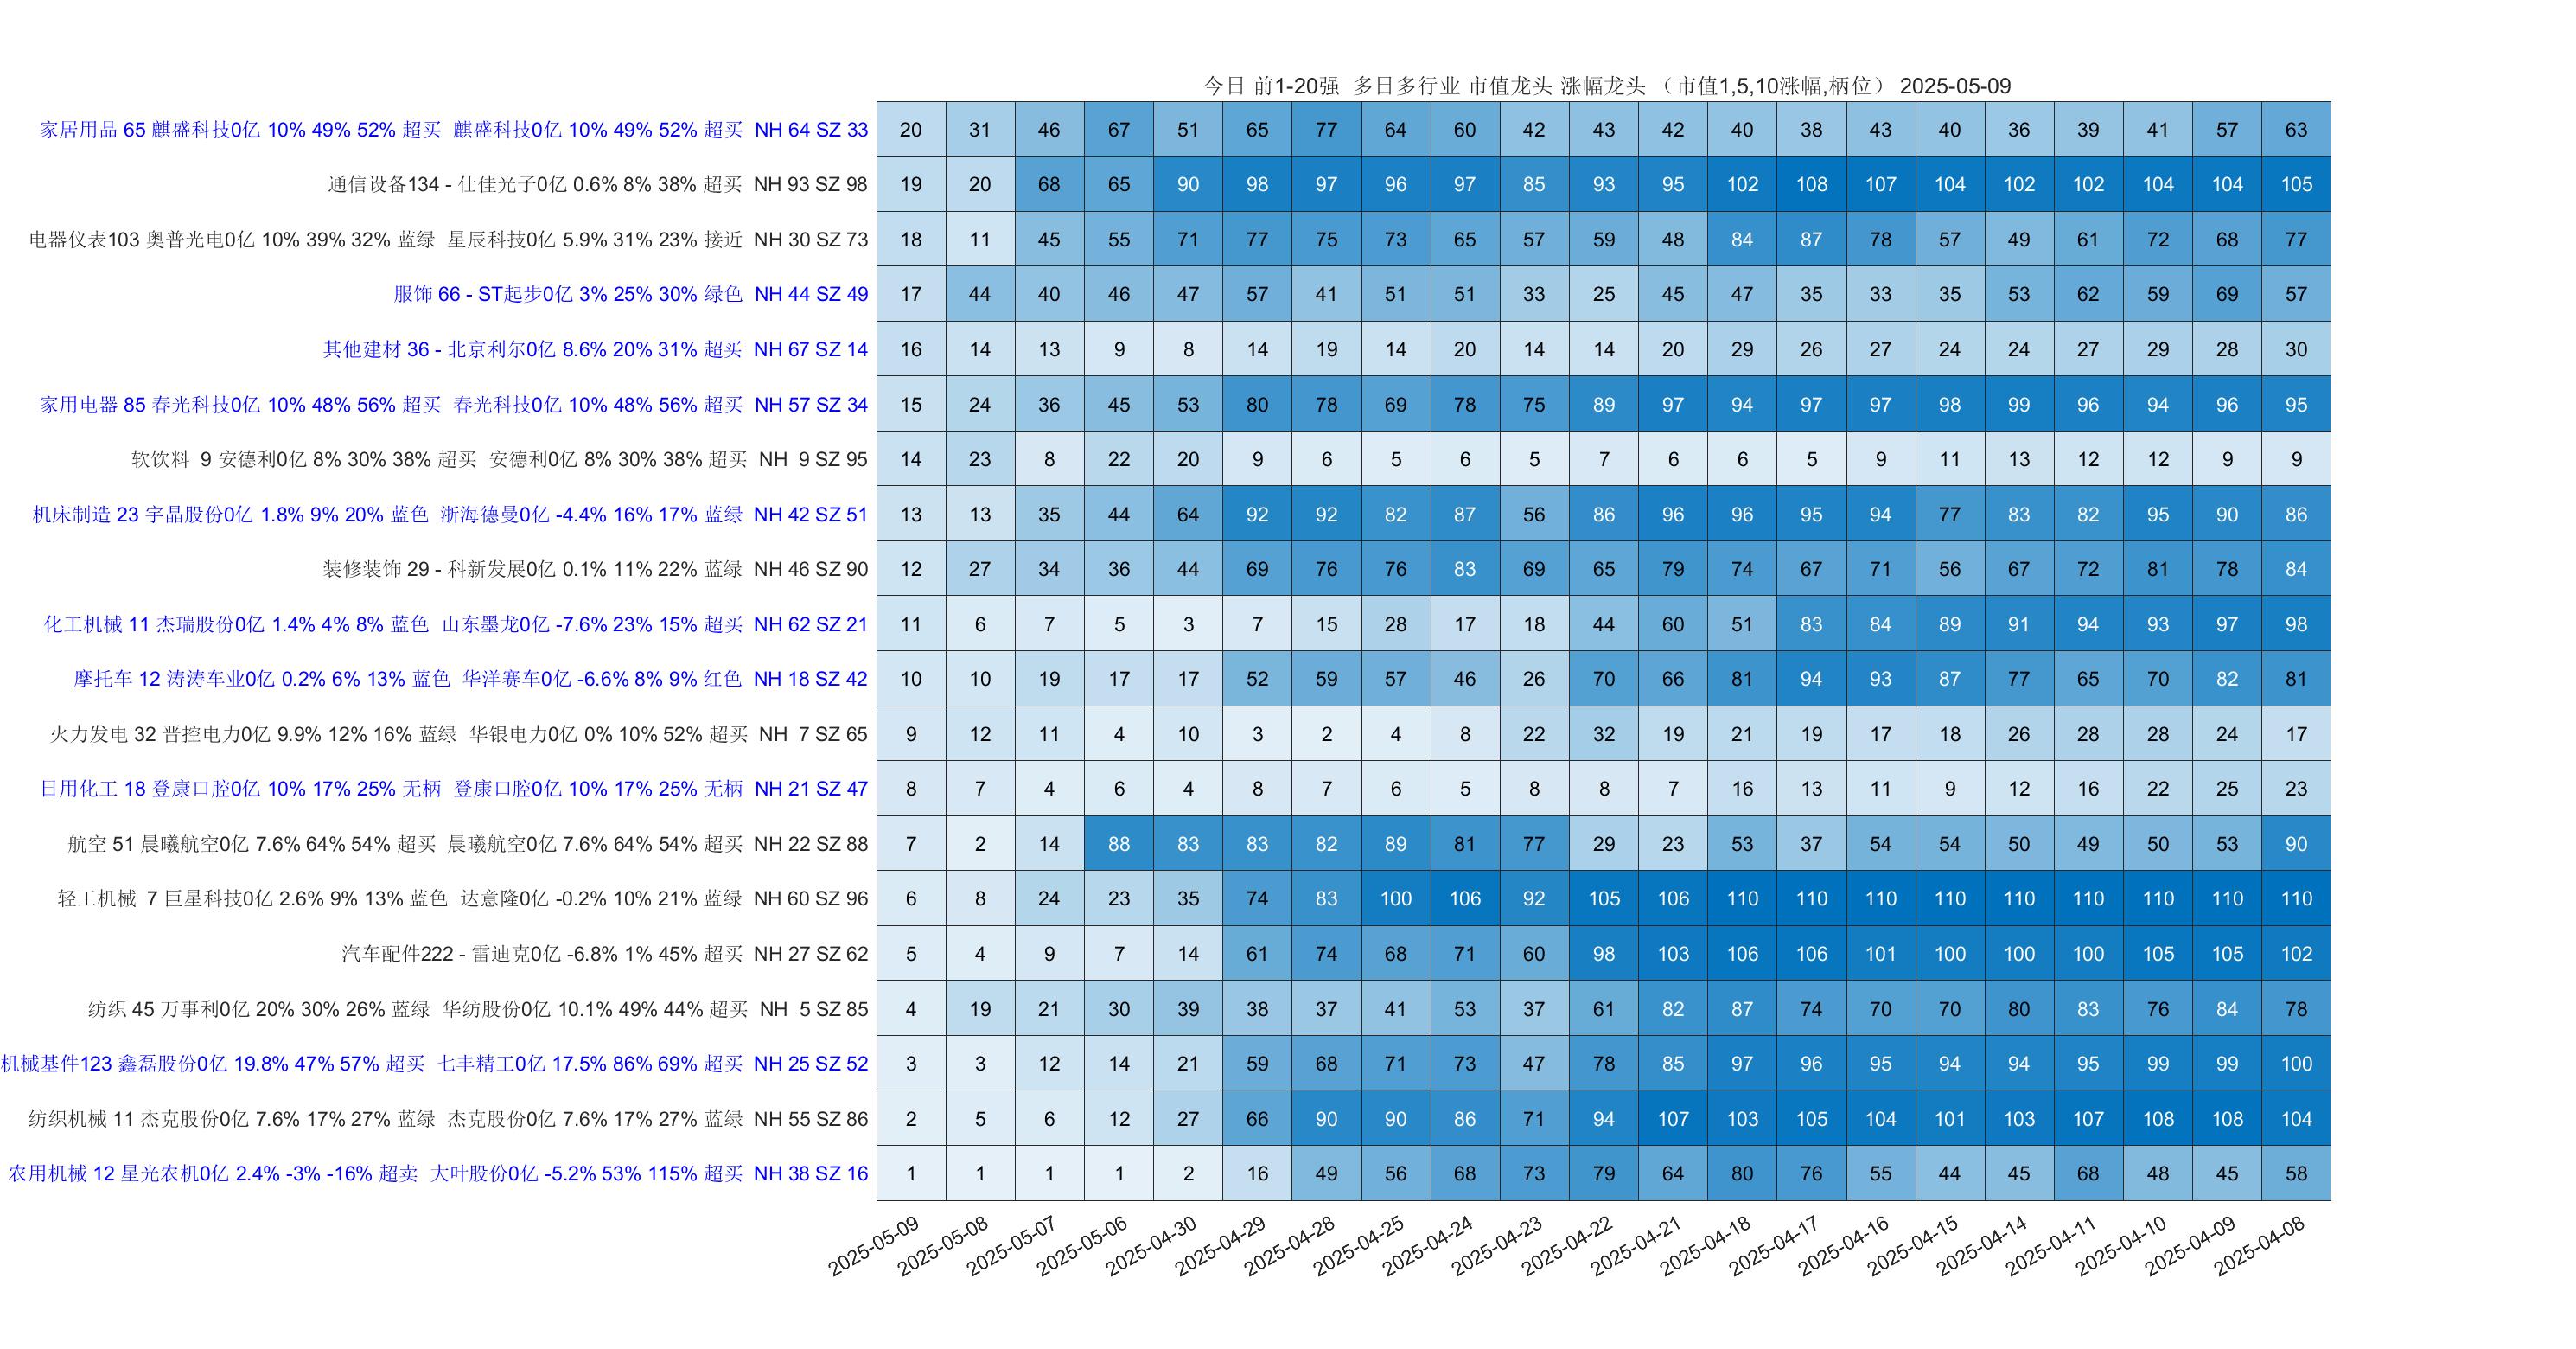 今日 前1-20强 多日多行业 市值龙头 涨幅龙头 （市值1,5,10涨幅,柄位） 2025-05-09
家居用品 65 麒盛科技0亿 10% 49% 52% 超买 麒盛科技0亿 10% 49% 52% 超买 NH 64 SZ 33 20 31 46 67 51 65 77 64 60 42 43 42 40 38 43 40 36 39 41 57 63
通信设备134 - 仕佳光子0亿 0.6% 8% 38% 超买 NH 93 SZ 98 19 20 68 65 90 98 97 96 97 85 93 95 102 108 107 104 102 102 104 104 105
电器仪表103 奥普光电0亿 10% 39% 32% 蓝绿 星辰科技0亿 5.9% 31% 23% 接近 NH 30 SZ 73 18 11 45 55 71 77 75 73 65 57 59 48 84 87 78 57 49 61 72 68 77
服饰 66 - ST起步0亿 3% 25% 30% 绿色 NH 44 SZ 49 17 44 40 46 47 57 41 51 51 33 25 45 47 35 33 35 53 62 59 69 57
其他建材 36 - 北京利尔0亿 8.6% 20% 31% 超买 NH 67 SZ 14 16 14 13 9 8 14 19 14 20 14 14 20 29 26 27 24 24 27 29 28 30
家用电器 85 春光科技0亿 10% 48% 56% 超买 春光科技0亿 10% 48% 56% 超买 NH 57 SZ 34 15 24 36 45 53 80 78 69 78 75 89 97 94 97 97 98 99 96 94 96 95
软饮料 9 安德利0亿 8% 30% 38% 超买 安德利0亿 8% 30% 38% 超买 NH 9 SZ 95 14 23 8 22 20 9 6 5 6 5 7 6 6 5 9 11 13 12 12 9 9
机床制造 23 宇晶股份0亿 1.8% 9% 20% 蓝色 浙海德曼0亿 -4.4% 16% 17% 蓝绿 NH 42 SZ 51 13 13 35 44 64 92 92 82 87 56 86 96 96 95 94 77 83 82 95 90 86
装修装饰 29 - 科新发展0亿 0.1% 11% 22% 蓝绿 NH 46 SZ 90 12 27 34 36 44 69 76 76 83 69 65 79 74 67 71 56 67 72 81 78 84
化工机械 11 杰瑞股份0亿 1.4% 4% 8% 蓝色 山东墨龙0亿 -7.6% 23% 15% 超买 NH 62 SZ 21 11 6 7 5 3 7 15 28 17 18 44 60 51 83 84 89 91 94 93 97 98
摩托车 12 涛涛车业0亿 0.2% 6% 13% 蓝色 华洋赛车0亿 -6.6% 8% 9% 红色 NH 18 SZ 42 10 10 19 17 17 52 59 57 46 26 70 66 81 94 93 87 77 65 70 82 81
火力发电 32 晋控电力0亿 9.9% 12% 16% 蓝绿 华银电力0亿 0% 10% 52% 超买 NH 7 SZ 65 9 12 11 4 10 3 2 4 8 22 32 19 21 19 17 18 26 28 28 24 17
日用化工 18 登康口腔0亿 10% 17% 25% 无柄 登康口腔0亿 10% 17% 25% 无柄 NH 21 SZ 47 8 7 4 6 4 8 7 6 5 8 8 7 16 13 11 9 12 16 22 25 23
航空 51 晨曦航空0亿 7.6% 64% 54% 超买 晨曦航空0亿 7.6% 64% 54% 超买 NH 22 SZ 88 7 2 14 88 83 83 82 89 81 77 29 23 53 37 54 54 50 49 50 53 90
轻工机械 7 巨星科技0亿 2.6% 9% 13% 蓝色 达意隆0亿 -0.2% 10% 21% 蓝绿 NH 60 SZ 96 6 8 24 23 35 74 83 100 106 92 105 106 110 110 110 110 110 110 110 110 110
汽车配件222 - 雷迪克0亿 -6.8% 1% 45% 超买 NH 27 SZ 62 5 4 9 7 14 61 74 68 71 60 98 103 106 106 101 100 100 100 105 105 102
纺织 45 万事利0亿 20% 30% 26% 蓝绿 华纺股份0亿 10.1% 49% 44% 超买 NH 5 SZ 85 4 19 21 30 39 38 37 41 53 37 61 82 87 74 70 70 80 83 76 84 78
机械基件123 鑫磊股份0亿 19.8% 47% 57% 超买 七丰精工0亿 17.5% 86% 69% 超买 NH 25 SZ 52 3 3 12 14 21 59 68 71 73 47 78 85 97 96 95 94 94 95 99 99 100
纺织机械 11 杰克股份0亿 7.6% 17% 27% 蓝绿 杰克股份0亿 7.6% 17% 27% 蓝绿 NH 55 SZ 86 2 5 6 12 27 66 90 90 86 71 94 107 103 105 104 101 103 107 108 108 104
农用机械 12 星光农机0亿 2.4% -3% -16% 超卖 大叶股份0亿 -5.2% 53% 115% 超买 NH 38 SZ 16 1 1 1 1 2 16 49 56 68 73 79 64 80 76 55 44 45 68 48 45 58
2025-05-09 2025-05-08 2025-05-07 2025-05-06 2025-04-30 2025-04-29 2025-04-28 2025-04-25 2025-04-24 2025-04-23 2025-04-22 2025-04-21 2025-04-18 2025-04-17 2025-04-16 2025-04-15 2025-04-14 2025-04-11 2025-04-10 2025-04-09 2025-04-08